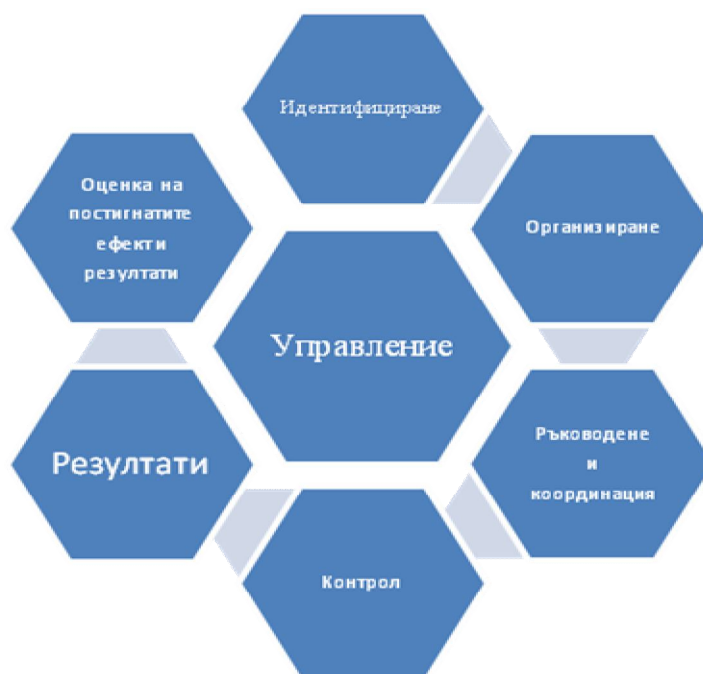 Идентифициране
Организиране
Ръководене
и
координация
Контрол
Резултати
Оценка на
постигнатите
ефекти
резултати
Управление